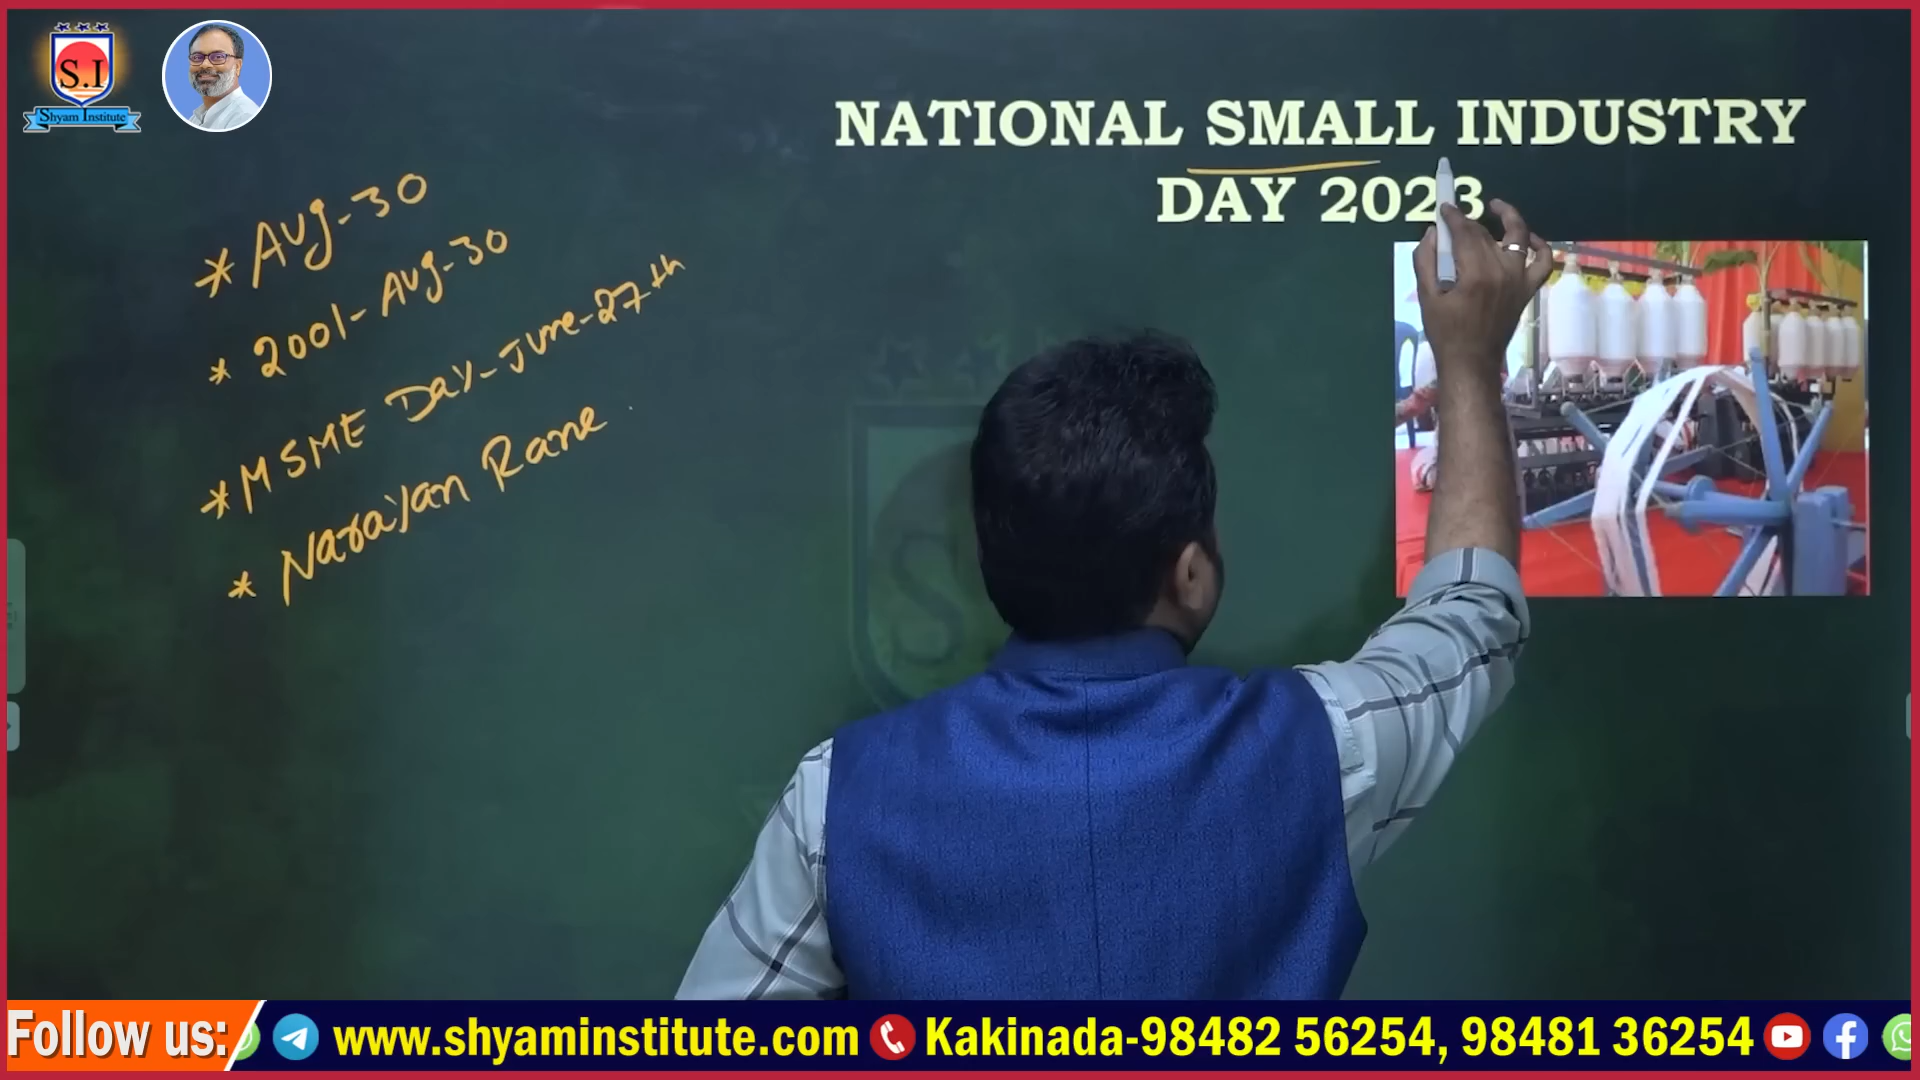 S.I
Shyam Institute
NATIONAL SMALL INDUSTRY
DAY 2023
* Aug-30
* 2001-Aug-30
* MSME Day-June-27th
* Narayan Rane
S
Follow us:
www.shyaminstitute.com
Kakinada-98482 56254, 98481 36254